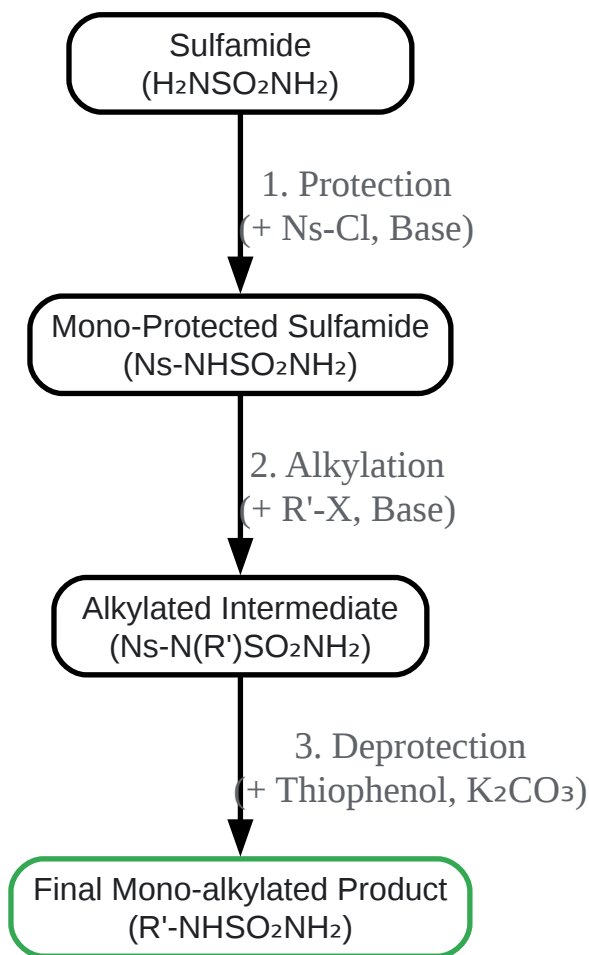 Sulfamide
(H₂NSO₂NH₂)
1. Protection
(+ Ns-Cl, Base)
Mono-Protected Sulfamide
(Ns-NHSO₂NH₂)
2. Alkylation
(+ R'-X, Base)
Alkylated Intermediate
(Ns-N(R')SO₂NH₂)
3. Deprotection
(+ Thiophenol, K₂CO₃)
Final Mono-alkylated Product
(R'-NHSO₂NH₂)